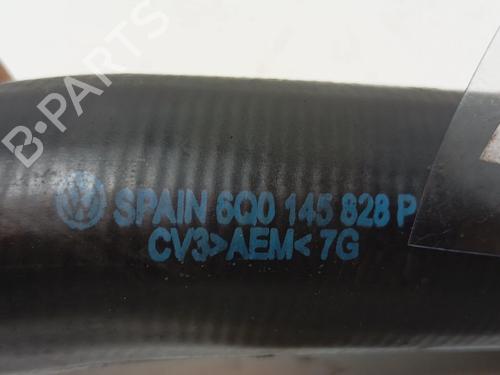 B-PARTS
SPAIN 6Q0 145 828 P
CV3>AEM< 7G